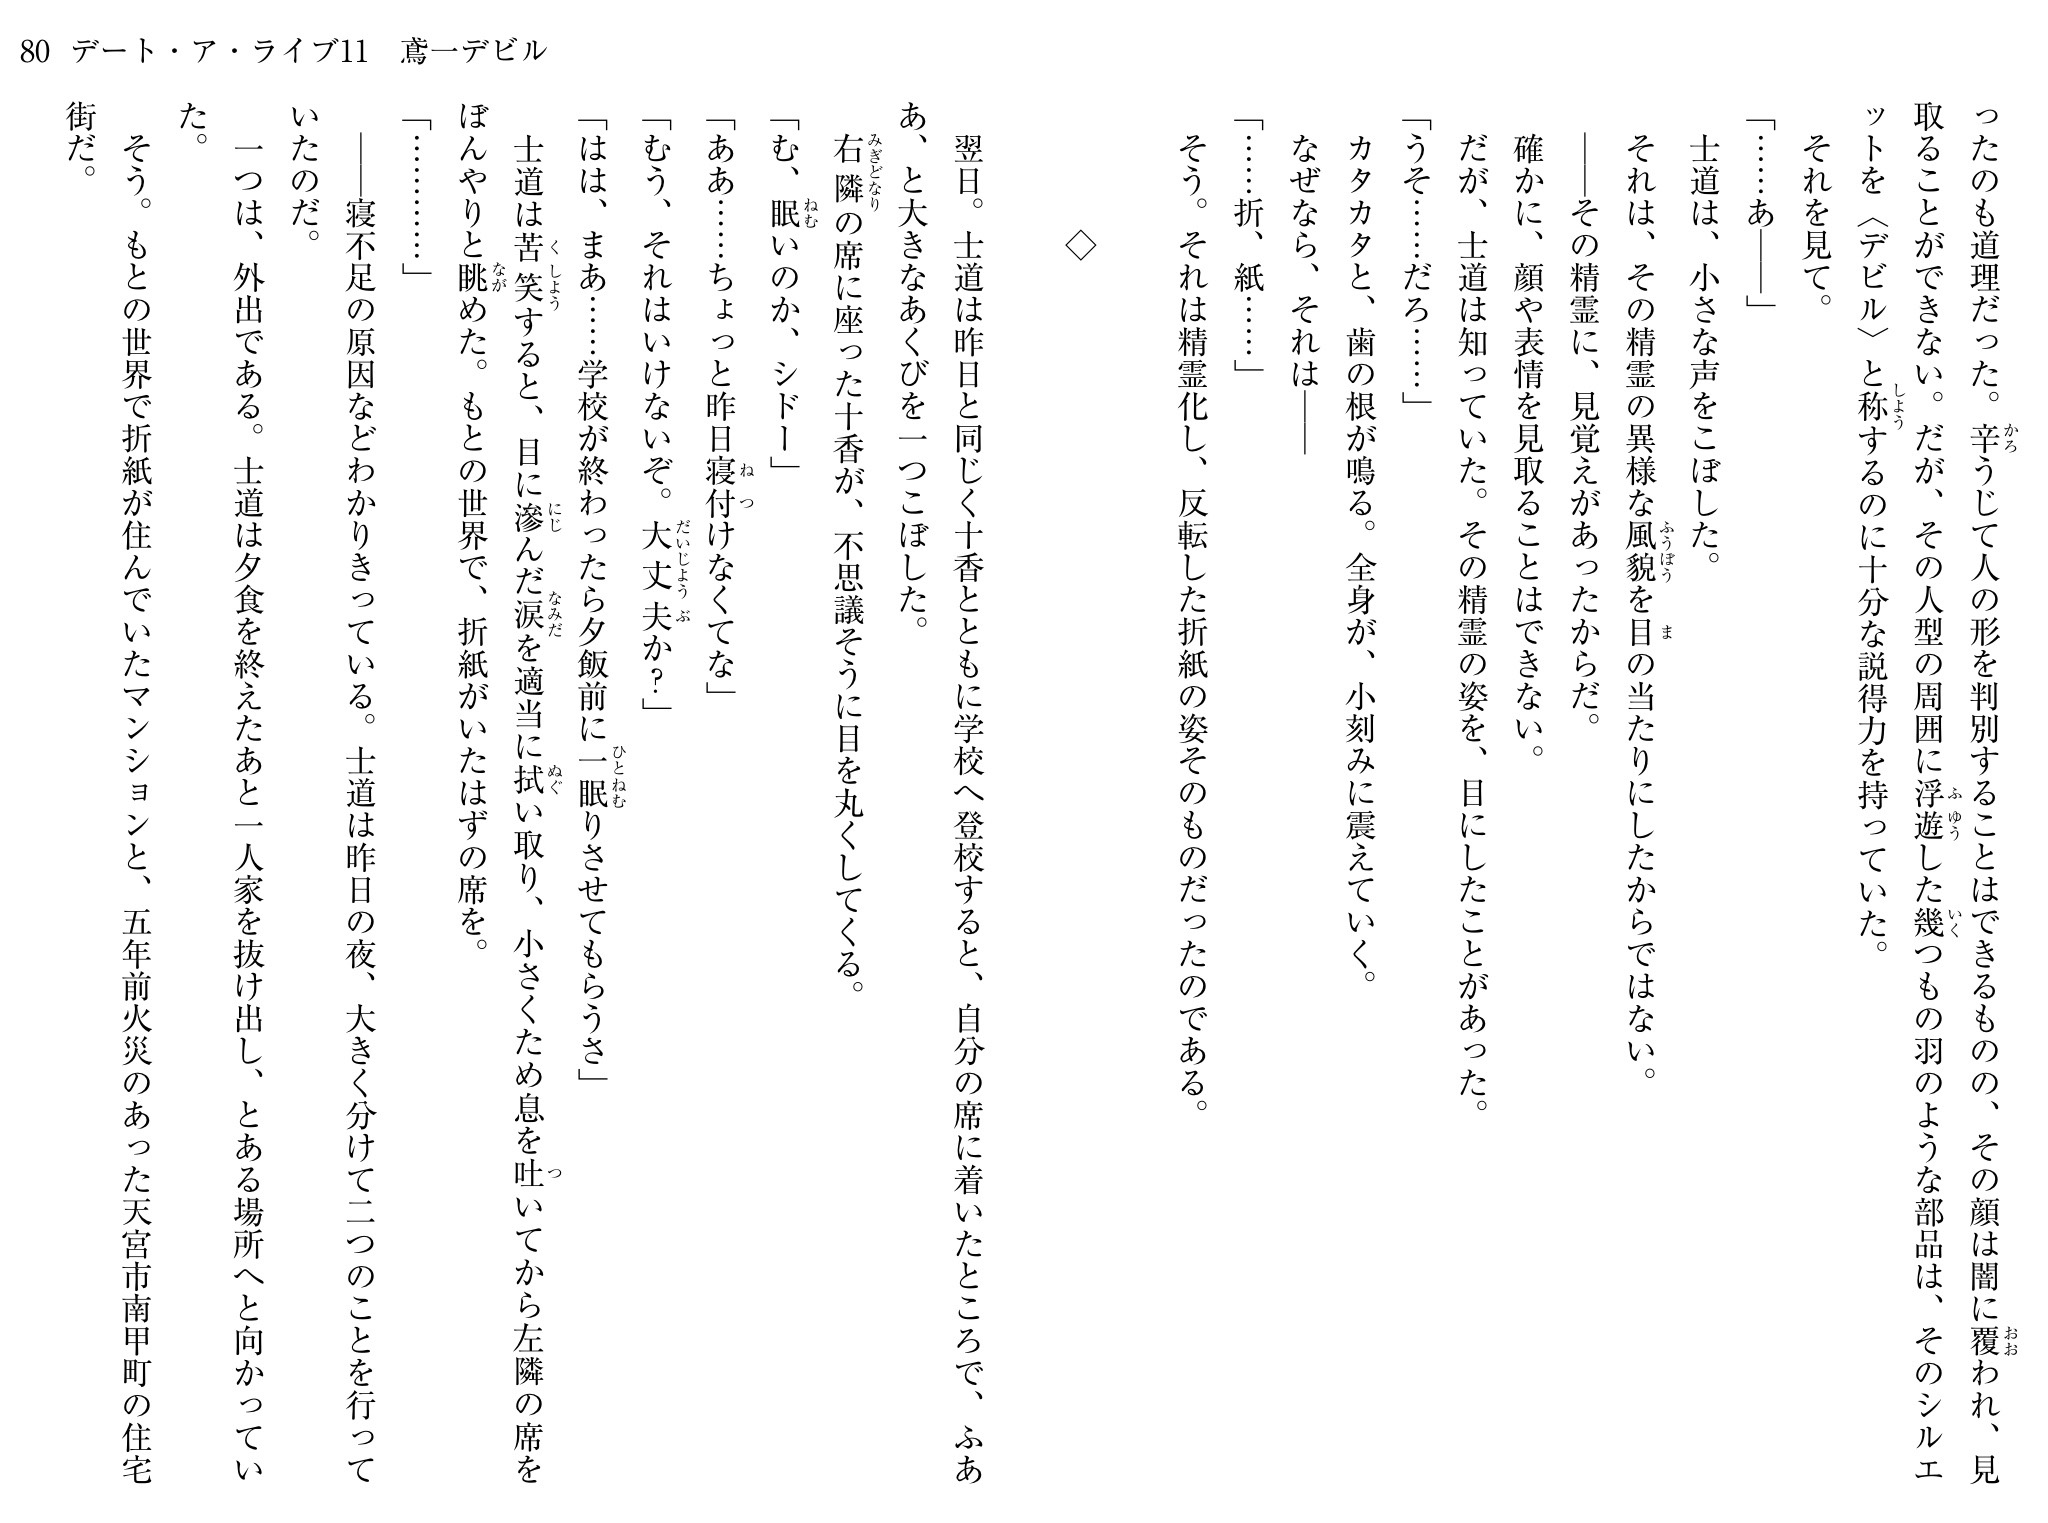 80 デート・ア・ライブ11 鳶一デビル
ったのも道理だった。辛うじて人の形を判別することはできるものの、その顔は闇に覆われ、見
取ることができない。だが、その人型の周囲に浮遊した幾つもの羽のような部品は、そのシルエ
ットを〈デビル〉と称するのに十分な説得力を持っていた。
それを見て。
「……あ――」
士道は、小さな声をこぼした。
それは、その精霊の異様な風貌を目の当たりにしたからではない。
――その精霊に、見覚えがあったからだ。
確かに、顔や表情を見取ることはできない。
だが、士道は知っていた。その精霊の姿を、目にしたことがあった。
「うそ……だろ……」
カタカタと、歯の根が鳴る。全身が、小刻みに震えていく。
なぜなら、それは――
「……折、紙……」
そう。それは精霊化し、反転した折紙の姿そのものだったのである。
◇
翌日。士道は昨日と同じく十香とともに学校へ登校すると、自分の席に着いたところで、ふあ
あ、と大きなあくびを一つこぼした。
右隣の席に座った十香が、不思議そうに目を丸くしてくる。
「む、眠いのか、シドー」
「ああ……ちょっと昨日寝付けなくてな」
「むう、それはいけないぞ。大丈夫か?」
「はは、まあ……学校が終わったら夕飯前に一眠りさせてもらうさ」
士道は苦笑すると、目に滲んだ涙を適当に拭い取り、小さくため息を吐いてから左隣の席を
ぼんやりと眺めた。もとの世界で、折紙がいたはずの席を。
「…………」
――寝不足の原因などわかりきっている。士道は昨日の夜、大きく分けて二つのことを行って
いたのだ。
一つは、外出である。士道は夕食を終えたあと一人家を抜け出し、とある場所へと向かってい
た。
そう。もとの世界で折紙が住んでいたマンションと、五年前火災のあった天宮市南甲町の住宅
街だ。